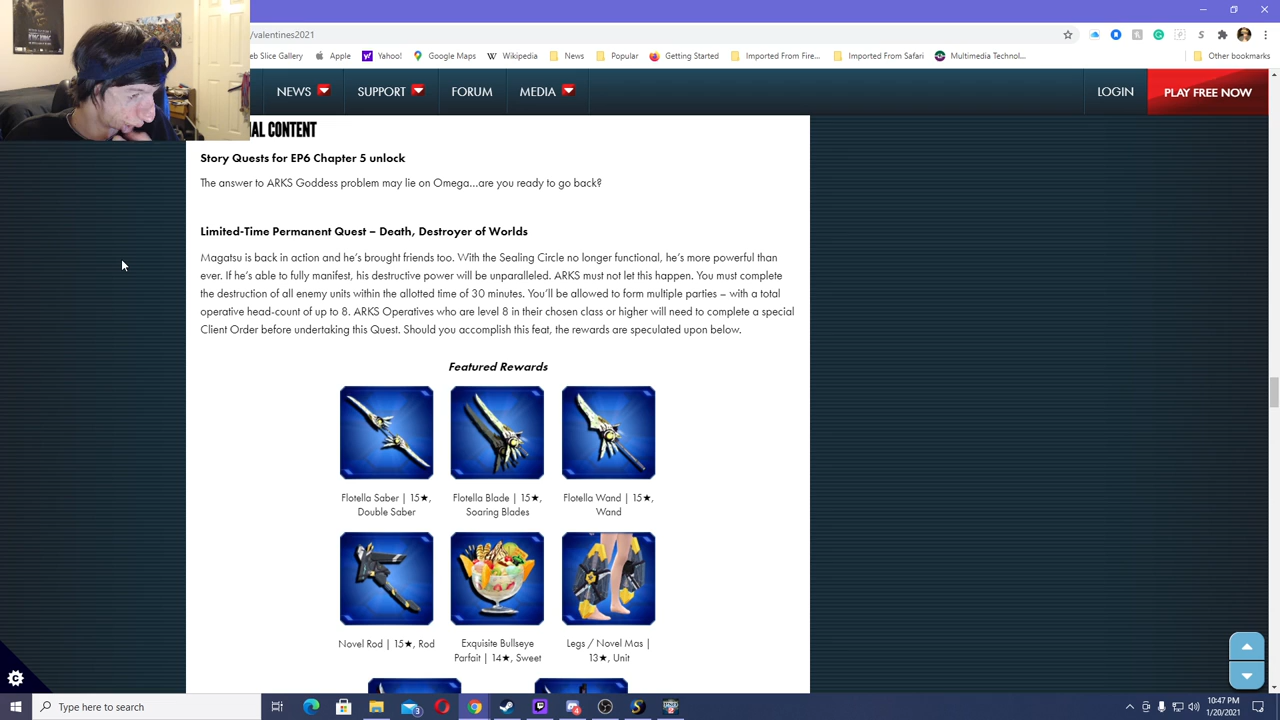 /valentines2021
eb Slice Gallery Apple Yahoo! Google Maps Wikipedia News Popular Getting Started Imported From Fire... Imported From Safari Multimedia Technol... Other bookmarks
NEWS SUPPORT FORUM MEDIA LOGIN PLAY FREE NOW
AL CONTENT
Story Quests for EP6 Chapter 5 unlock
The answer to ARKS Goddess problem may lie on Omega...are you ready to go back?
Limited-Time Permanent Quest – Death, Destroyer of Worlds
Magatsu is back in action and he's brought friends too. With the Sealing Circle no longer functional, he's more powerful than
ever. If he's able to fully manifest, his destructive power will be unparalleled. ARKS must not let this happen. You must complete
the destruction of all enemy units within the allotted time of 30 minutes. You'll be allowed to form multiple parties – with a total
operative head-count of up to 8. ARKS Operatives who are level 8 in their chosen class or higher will need to complete a special
Client Order before undertaking this Quest. Should you accomplish this feat, the rewards are speculated upon below.
Featured Rewards
Flotella Saber | 15★,
Double Saber
Flotella Blade | 15★,
Soaring Blades
Flotella Wand | 15★,
Wand
Novel Rod | 15★, Rod
Exquisite Bullseye
Parfait | 14★, Sweet
Legs / Novel Mas |
13★, Unit
Type here to search
10:47 PM
1/20/2021